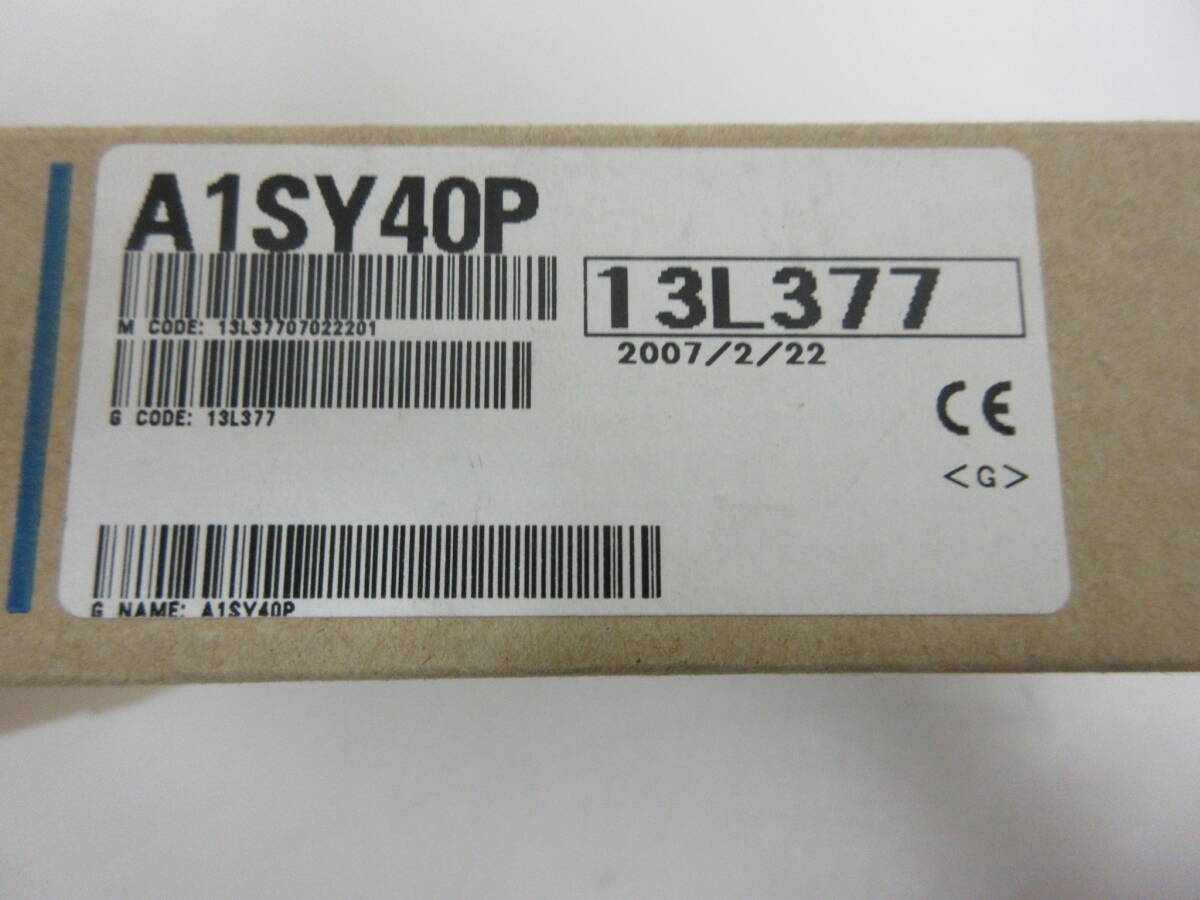 A1SY40P
M CODE: 13L37707022201
13L377
2007/2/22
G CODE: 13L377
CE
<G>
G NAME: A1SY40P